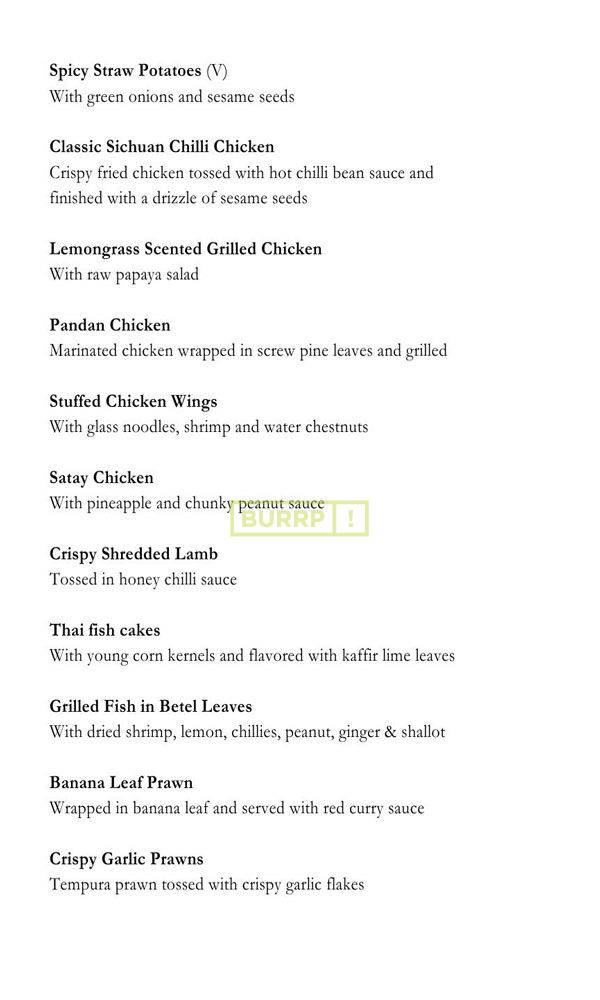 Spicy Straw Potatoes (V)
With green onions and sesame seeds
Classic Sichuan Chilli Chicken
Crispy fried chicken tossed with hot chilli bean sauce and
finished with a drizzle of sesame seeds
Lemongrass Scented Grilled Chicken
With raw papaya salad
Pandan Chicken
Marinated chicken wrapped in screw pine leaves and grilled
Stuffed Chicken Wings
With glass noodles, shrimp and water chestnuts
Satay Chicken
With pineapple and chunky peanut sauce
BURRP !
Crispy Shredded Lamb
Tossed in honey chilli sauce
Thai fish cakes
With young corn kernels and flavored with kaffir lime leaves
Grilled Fish in Betel Leaves
With dried shrimp, lemon, chillies, peanut, ginger & shallot
Banana Leaf Prawn
Wrapped in banana leaf and served with red curry sauce
Crispy Garlic Prawns
Tempura prawn tossed with crispy garlic flakes